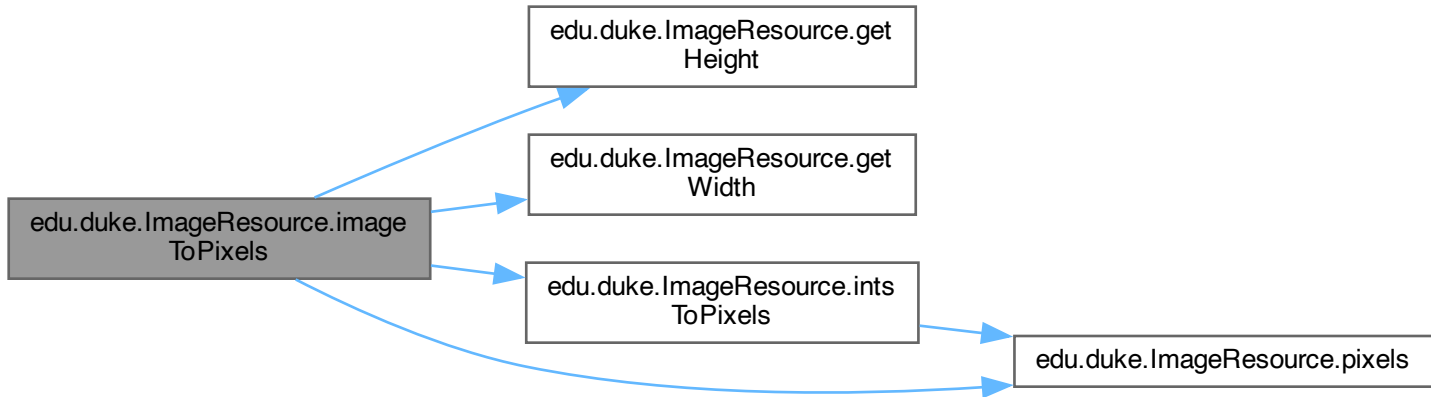 edu.duke.ImageResource.get
Height
edu.duke.ImageResource.get
Width
edu.duke.ImageResource.image
ToPixels
edu.duke.ImageResource.ints
ToPixels
edu.duke.ImageResource.pixels